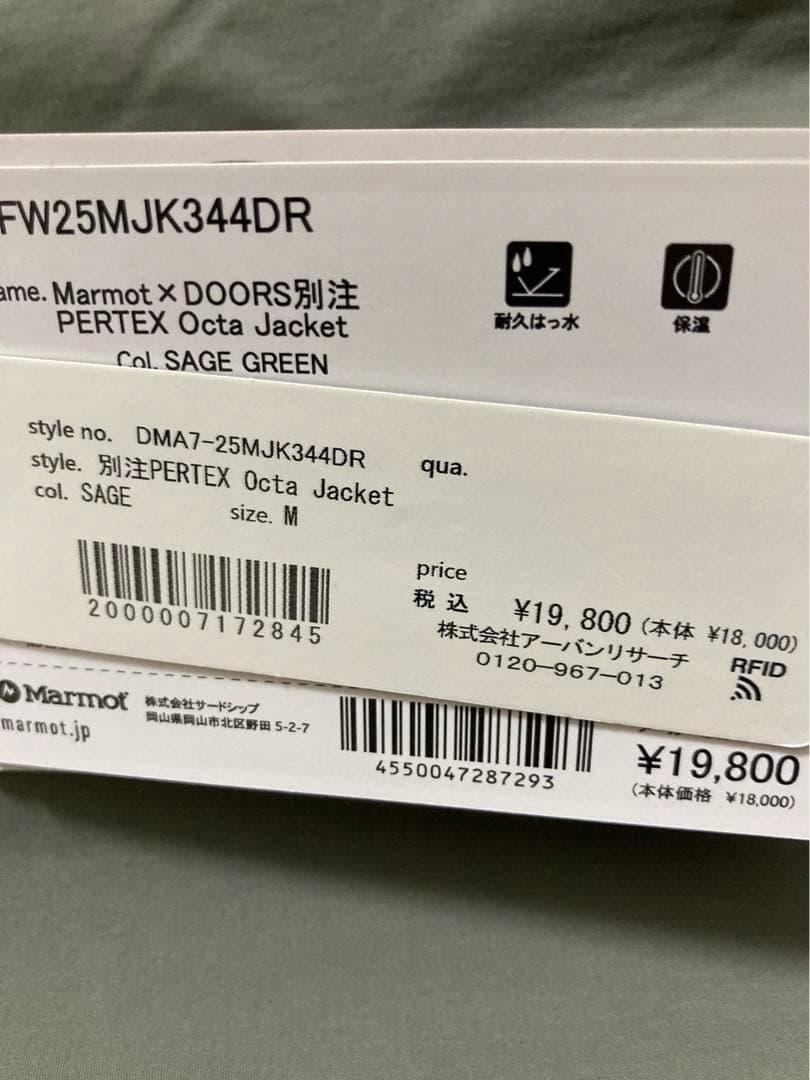 FW25MJK344DR
ame. Marmot×DOORS別注
PERTEX Octa Jacket
Col. SAGE GREEN
耐久はっ水
保温
style no. DMA7-25MJK344DR
qua.
style. 別注PERTEX Octa Jacket
col. SAGE
size. M
2000007172845
price
税込 ¥19,800(本体 ¥18,000)
株式会社アーバンリサーチ
0120-967-013
RFID
Marmot
marmot.jp
株式会社サードシップ
岡山県岡山市北区野田 5-2-7
4550047287293
¥19,800
(本体価格 ¥18,000)